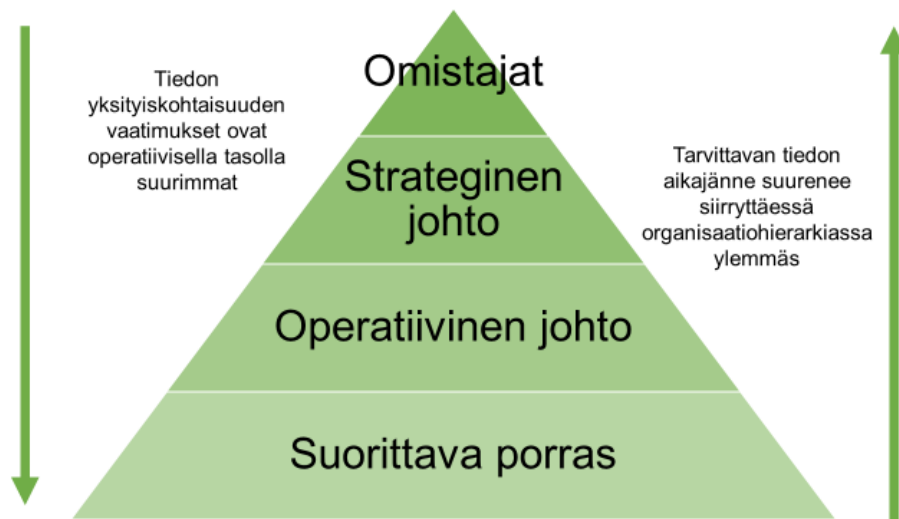 Omistajat
Tiedon
yksityiskohtaisuuden
vaatimukset ovat
operatiivisella tasolla
suurimmat
Strateginen
johto
Tarvittavan tiedon
aikajänne suurenee
siirryttäessä
organisaatiohierarkiassa
ylemmäs
Operatiivinen johto
Suorittava porras